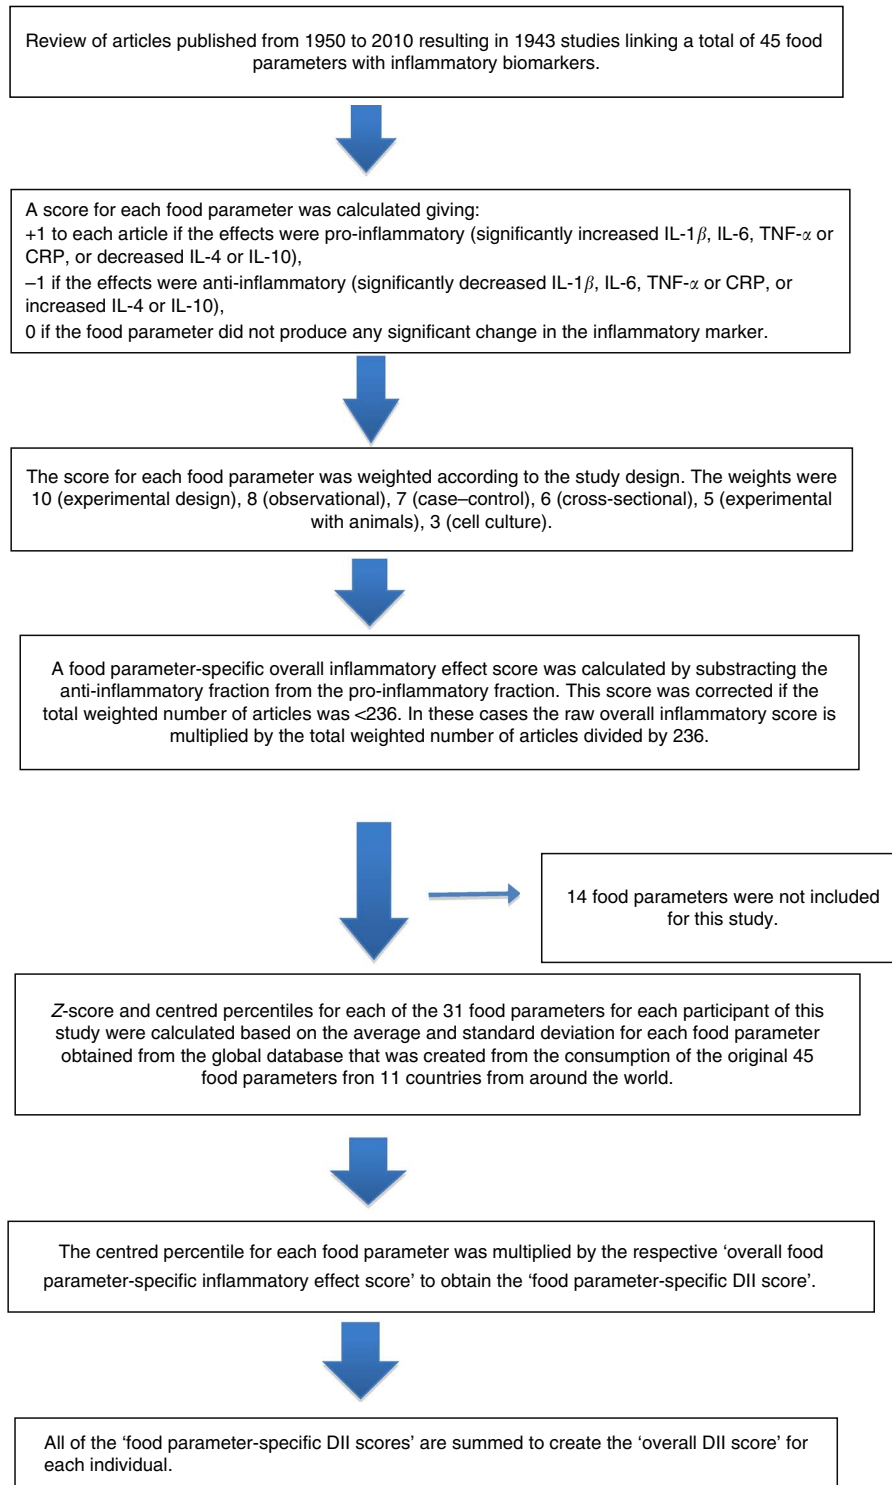 Review of articles published from 1950 to 2010 resulting in 1943 studies linking a total of 45 food
parameters with inflammatory biomarkers.
A score for each food parameter was calculated giving:
+1 to each article if the effects were pro-inflammatory (significantly increased IL-1β, IL-6, TNF-α or
CRP, or decreased IL-4 or IL-10),
–1 if the effects were anti-inflammatory (significantly decreased IL-1β, IL-6, TNF-α or CRP, or
increased IL-4 or IL-10),
0 if the food parameter did not produce any significant change in the inflammatory marker.
The score for each food parameter was weighted according to the study design. The weights were
10 (experimental design), 8 (observational), 7 (case–control), 6 (cross-sectional), 5 (experimental
with animals), 3 (cell culture).
A food parameter-specific overall inflammatory effect score was calculated by substracting the
anti-inflammatory fraction from the pro-inflammatory fraction. This score was corrected if the
total weighted number of articles was <236. In these cases the raw overall inflammatory score is
multiplied by the total weighted number of articles divided by 236.
14 food parameters were not included
for this study.
Z-score and centred percentiles for each of the 31 food parameters for each participant of this
study were calculated based on the average and standard deviation for each food parameter
obtained from the global database that was created from the consumption of the original 45
food parameters fron 11 countries from around the world.
The centred percentile for each food parameter was multiplied by the respective ‘overall food
parameter-specific inflammatory effect score’ to obtain the ‘food parameter-specific DII score’.
All of the ‘food parameter-specific DII scores’ are summed to create the ‘overall DII score’ for
each individual.